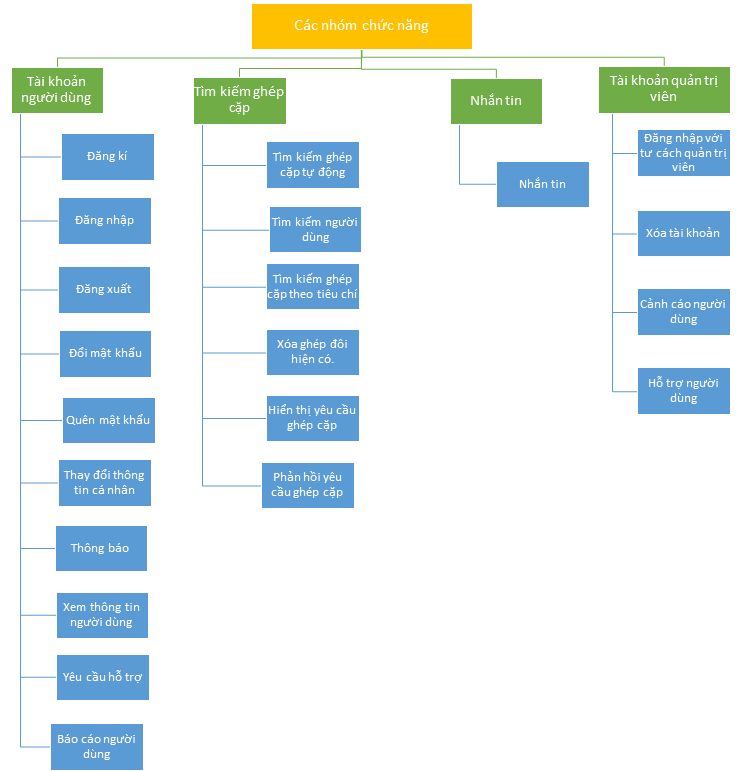 Các nhóm chức năng
Tài khoản
người dùng
Đăng kí
Đăng nhập
Đăng xuất
Đổi mật khẩu
Quên mật khẩu
Thay đổi thông
tin cá nhân
Thông báo
Xem thông tin
người dùng
Yêu cầu hỗ trợ
Báo cáo người
dùng
Tìm kiếm ghép
cặp
Tìm kiếm ghép
cặp tự động
Tìm kiếm người
dùng
Tìm kiếm ghép
cặp theo tiêu chí
Xóa ghép đôi
hiện có.
Hiển thị yêu cầu
ghép cặp
Phản hồi yêu
cầu ghép cặp
Nhắn tin
Nhắn tin
Tài khoản quản trị
viên
Đăng nhập với
tư cách quản trị
viên
Xóa tài khoản
Cảnh cáo người
dùng
Hỗ trợ người
dùng